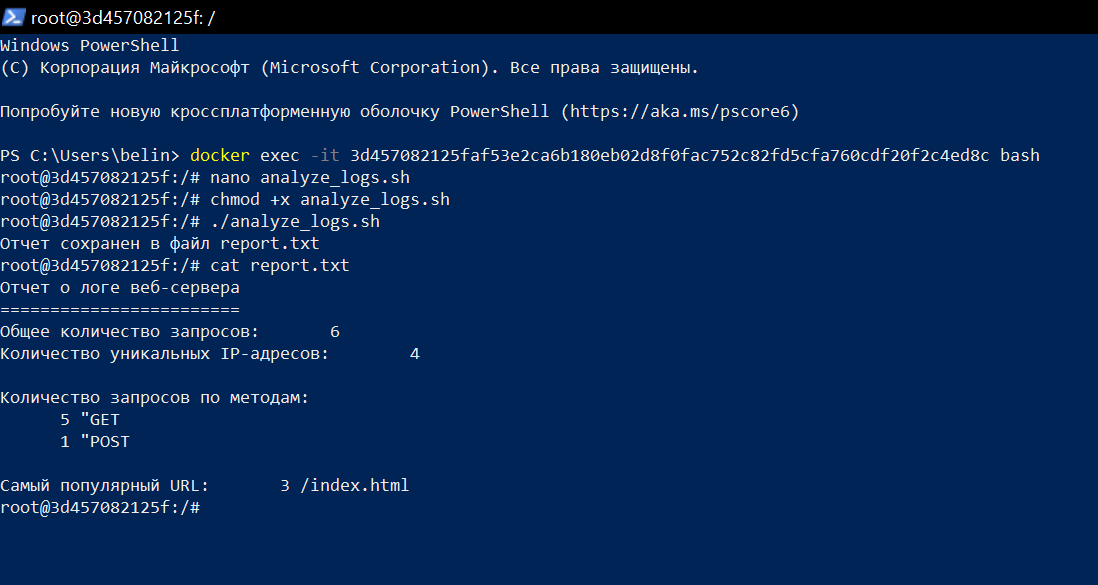 root@3d457082125f: /
Windows PowerShell
(C) Корпорация Майкрософт (Microsoft Corporation). Все права защищены.
Попробуйте новую кроссплатформенную оболочку PowerShell (https://aka.ms/pscore6)
PS C:\Users\belin> docker exec -it 3d457082125faf53e2ca6b180eb02d8f0fac752c82fd5cfa760cdf20f2c4ed8c bash
root@3d457082125f:/# nano analyze_logs.sh
root@3d457082125f:/# chmod +x analyze_logs.sh
root@3d457082125f:/# ./analyze_logs.sh
Отчет сохранен в файл report.txt
root@3d457082125f:/# cat report.txt
Отчет о логе веб-сервера
========================
Общее количество запросов:       6
Количество уникальных IP-адресов:        4
Количество запросов по методам:
      5 "GET
      1 "POST
Самый популярный URL:       3 /index.html
root@3d457082125f:/#